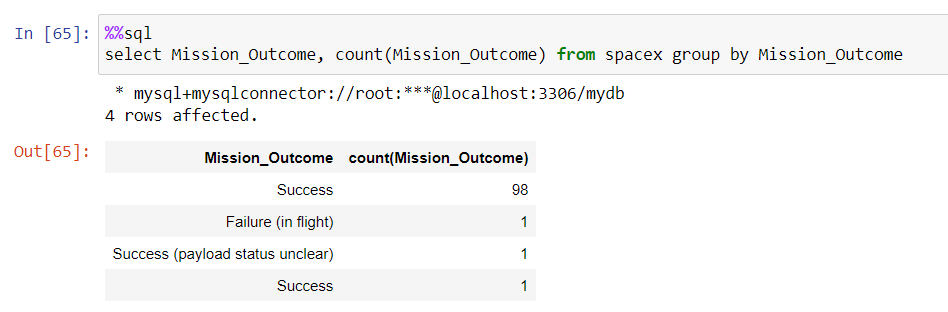 In [65]: %%sql
select Mission_Outcome, count(Mission_Outcome) from spacex group by Mission_Outcome
* mysql+mysqlconnector://root:***@localhost:3306/mydb
4 rows affected.
Out[65]: Mission_Outcome count(Mission_Outcome)
Success 98
Failure (in flight) 1
Success (payload status unclear) 1
Success 1